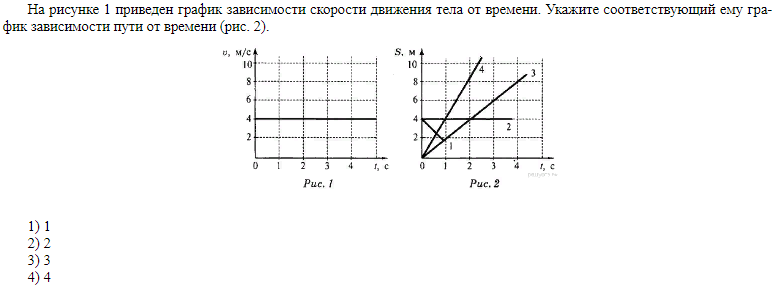 На рисунке 1 приведен график зависимости скорости движения тела от времени. Укажите соответствующий ему гра-
фик зависимости пути от времени (рис. 2).
υ, м/с
10
8
6
4
2
0 1 2 3 4 t, с
Рис. 1
S, м
10
8
6
4
2
0 1 2 3 4 t, с
4
3
2
1
Рис. 2
1) 1
2) 2
3) 3
4) 4